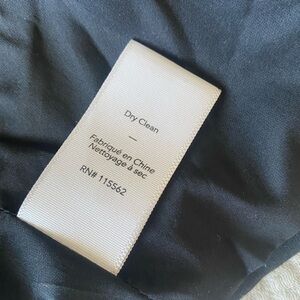 Dry Clean
—
Fabriqué en Chine
Nettoyage à sec
RN# 115562